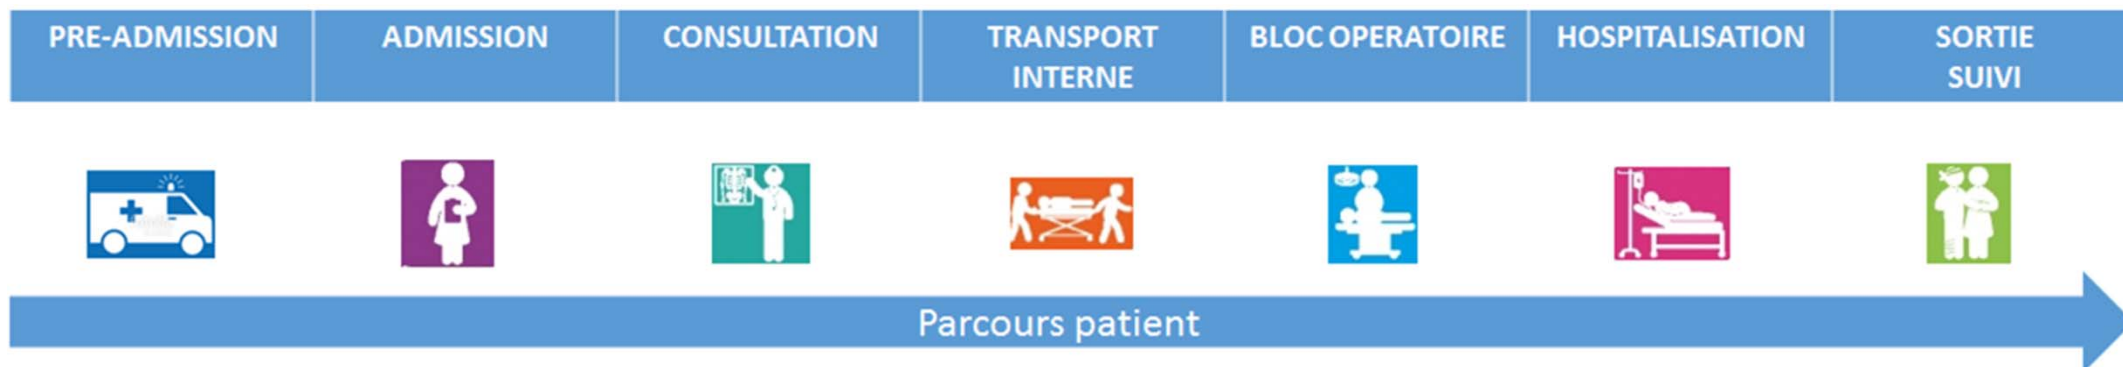 PRE-ADMISSION
ADMISSION
CONSULTATION
TRANSPORT
INTERNE
BLOC OPERATOIRE
HOSPITALISATION
SORTIE
SUIVI
Parcours patient